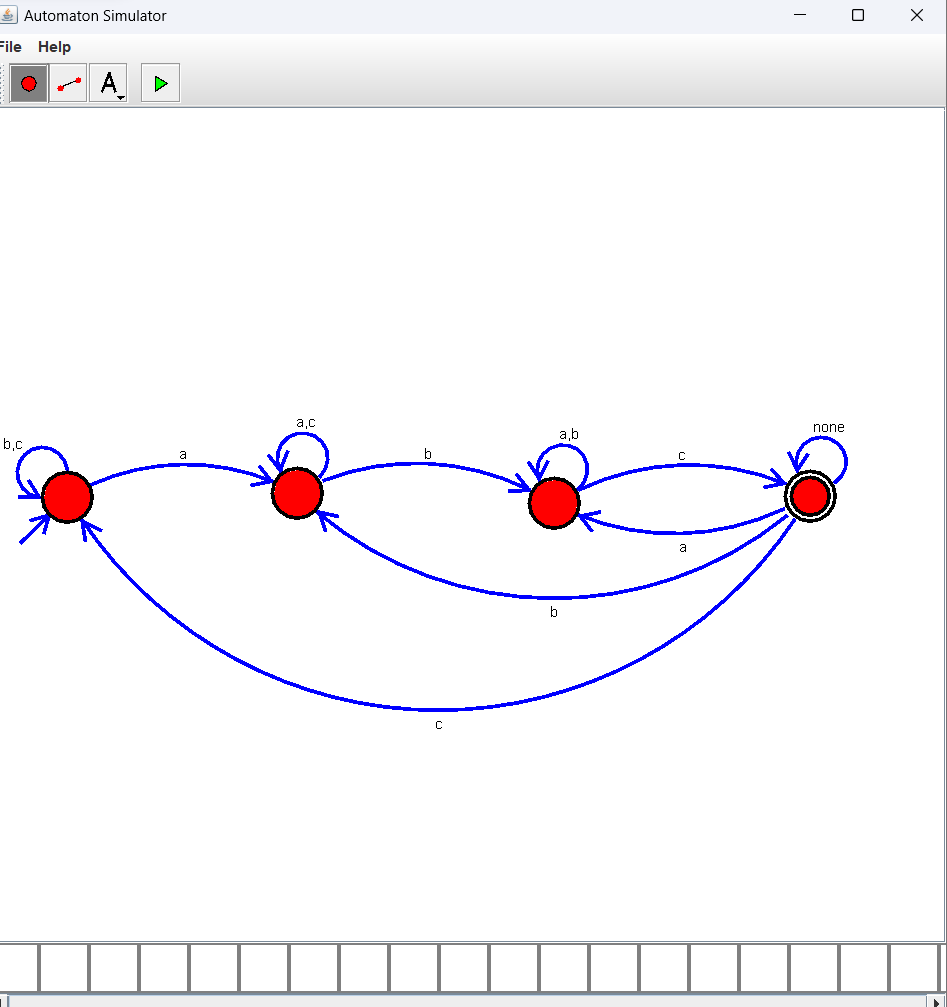 Automaton Simulator
File Help
A
b,c
a
a,c
b
a,b
c
none
a
b
c